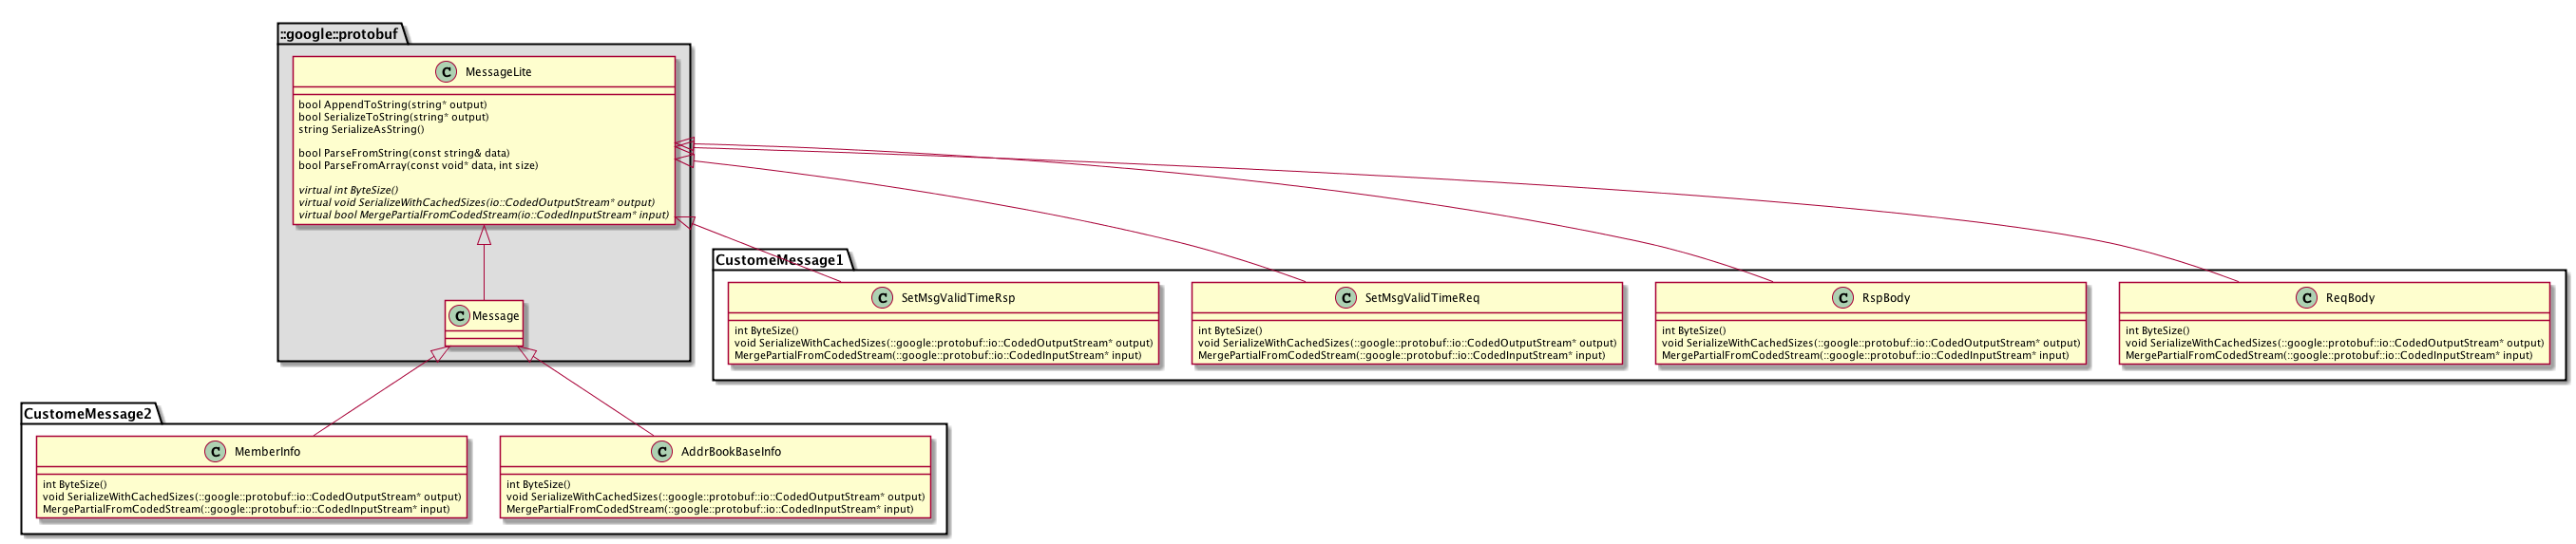 ::google::protobuf
C MessageLite
bool AppendToString(string* output)
bool SerializeToString(string* output)
string SerializeAsString()
bool ParseFromString(const string& data)
bool ParseFromArray(const void* data, int size)
virtual int ByteSize()
virtual void SerializeWithCachedSizes(io::CodedOutputStream* output)
virtual bool MergePartialFromCodedStream(io::CodedInputStream* input)
C Message
CustomeMessage1
C SetMsgValidTimeRsp
int ByteSize()
void SerializeWithCachedSizes(::google::protobuf::io::CodedOutputStream* output)
MergePartialFromCodedStream(::google::protobuf::io::CodedInputStream* input)
C SetMsgValidTimeReq
int ByteSize()
void SerializeWithCachedSizes(::google::protobuf::io::CodedOutputStream* output)
MergePartialFromCodedStream(::google::protobuf::io::CodedInputStream* input)
C RspBody
int ByteSize()
void SerializeWithCachedSizes(::google::protobuf::io::CodedOutputStream* output)
MergePartialFromCodedStream(::google::protobuf::io::CodedInputStream* input)
C ReqBody
int ByteSize()
void SerializeWithCachedSizes(::google::protobuf::io::CodedOutputStream* output)
MergePartialFromCodedStream(::google::protobuf::io::CodedInputStream* input)
CustomeMessage2
C MemberInfo
int ByteSize()
void SerializeWithCachedSizes(::google::protobuf::io::CodedOutputStream* output)
MergePartialFromCodedStream(::google::protobuf::io::CodedInputStream* input)
C AddrBookBaseInfo
int ByteSize()
void SerializeWithCachedSizes(::google::protobuf::io::CodedOutputStream* output)
MergePartialFromCodedStream(::google::protobuf::io::CodedInputStream* input)